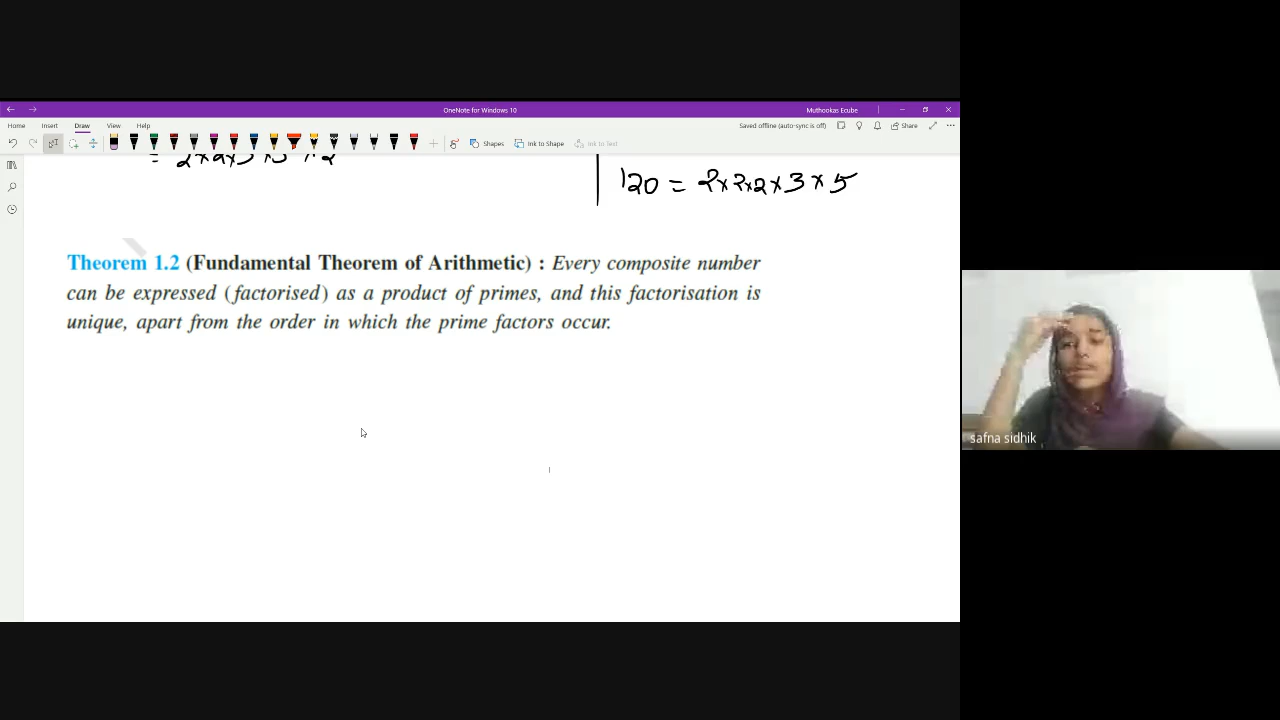 OneNote for Windows 10
Muthookas Ecube
Home Insert Draw View Help
Saved offline (auto-sync is off)
Share
Shapes
Ink to Shape
Ink to Text
120 = 2×2×2×3×5
Theorem 1.2 (Fundamental Theorem of Arithmetic) : Every composite number
can be expressed (factorised) as a product of primes, and this factorisation is
unique, apart from the order in which the prime factors occur.
safna sidhik